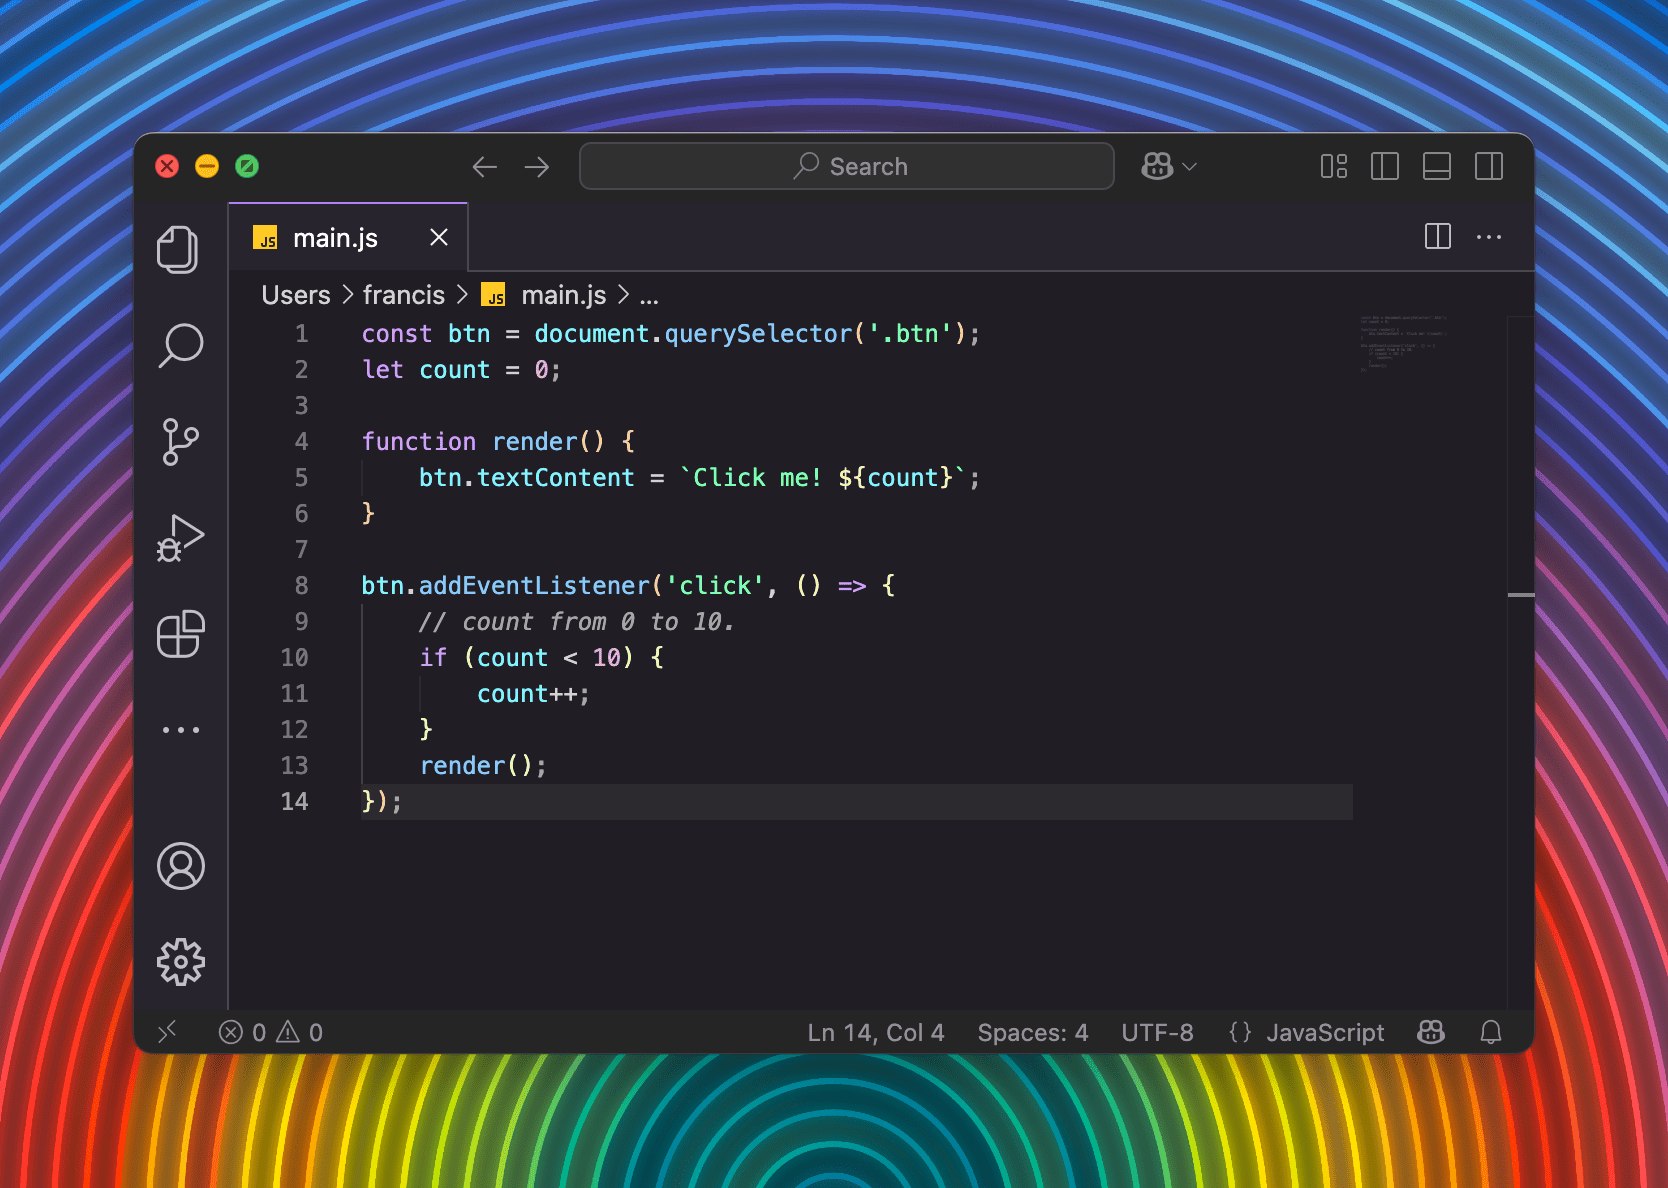 Search
JS main.js
Users > francis > JS main.js > ...
1 const btn = document.querySelector('.btn');
2 let count = 0;
3
4 function render() {
5     btn.textContent = `Click me! ${count}`;
6 }
7
8 btn.addEventListener('click', () => {
9     // count from 0 to 10.
10     if (count < 10) {
11         count++;
12     }
13     render();
14 });
0 0 Ln 14, Col 4 Spaces: 4 UTF-8 {} JavaScript